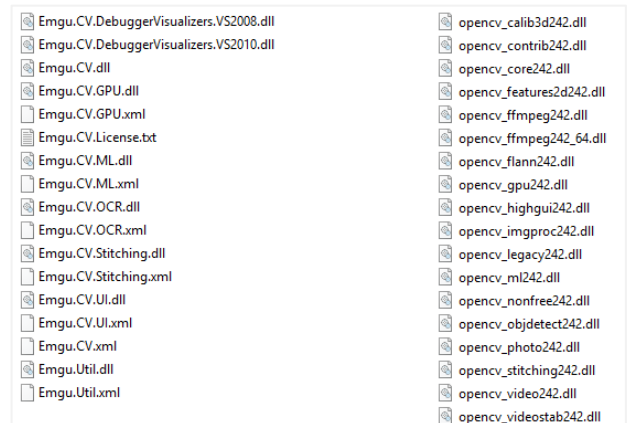 Emgu.CV.DebuggerVisualizers.VS2008.dll
Emgu.CV.DebuggerVisualizers.VS2010.dll
Emgu.CV.dll
Emgu.CV.GPU.dll
Emgu.CV.GPU.xml
Emgu.CV.License.txt
Emgu.CV.ML.dll
Emgu.CV.ML.xml
Emgu.CV.OCR.dll
Emgu.CV.OCR.xml
Emgu.CV.Stitching.dll
Emgu.CV.Stitching.xml
Emgu.CV.UI.dll
Emgu.CV.UI.xml
Emgu.CV.xml
Emgu.Util.dll
Emgu.Util.xml
opencv_calib3d242.dll
opencv_contrib242.dll
opencv_core242.dll
opencv_features2d242.dll
opencv_ffmpeg242.dll
opencv_ffmpeg242_64.dll
opencv_flann242.dll
opencv_gpu242.dll
opencv_highgui242.dll
opencv_imgproc242.dll
opencv_legacy242.dll
opencv_ml242.dll
opencv_nonfree242.dll
opencv_objdetect242.dll
opencv_photo242.dll
opencv_stitching242.dll
opencv_video242.dll
opencv_videostab242.dll